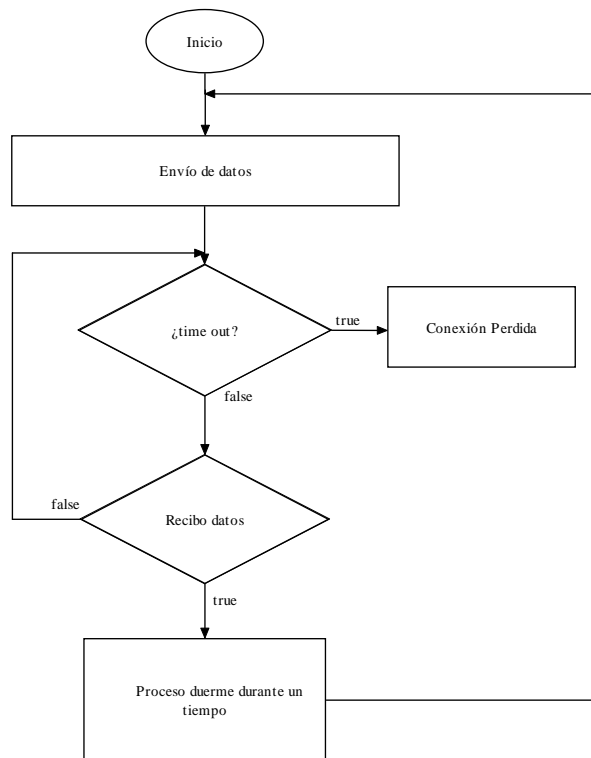 Inicio
Envío de datos
¿time out?
true
Conexión Perdida
false
false
Recibo datos
true
Proceso duerme durante un
tiempo